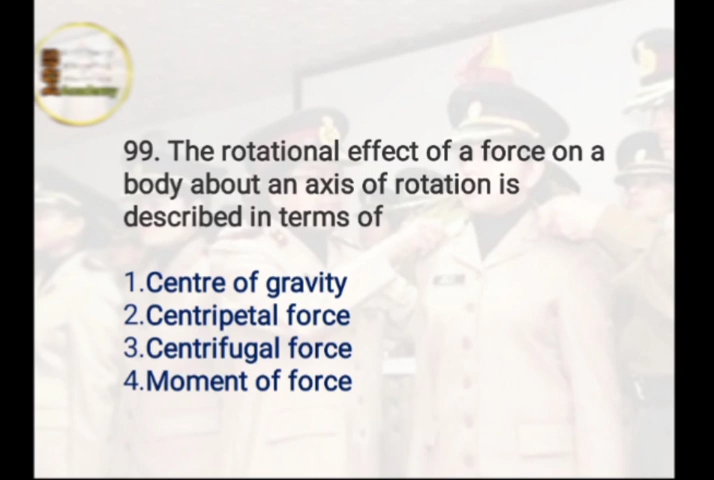 Academy
99. The rotational effect of a force on a
body about an axis of rotation is
described in terms of
1.Centre of gravity
2.Centripetal force
3.Centrifugal force
4.Moment of force